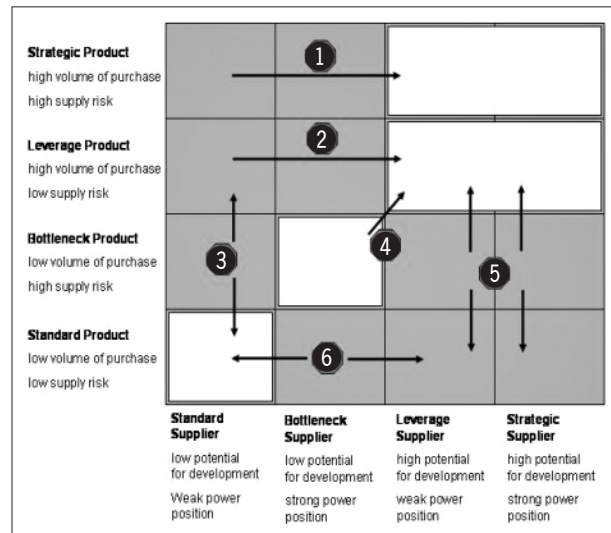 Strategic Product
high volume of purchase
high supply risk
1
Leverage Product
high volume of purchase
low supply risk
2
Bottleneck Product
low volume of purchase
high supply risk
3
4
5
Standard Product
low volume of purchase
low supply risk
6
Standard
Supplier
low potential
for development
Weak power
position
Bottleneck
Supplier
low potential
for development
strong power
position
Leverage
Supplier
high potential
for development
weak power
position
Strategic
Supplier
high potential
for development
strong power
position